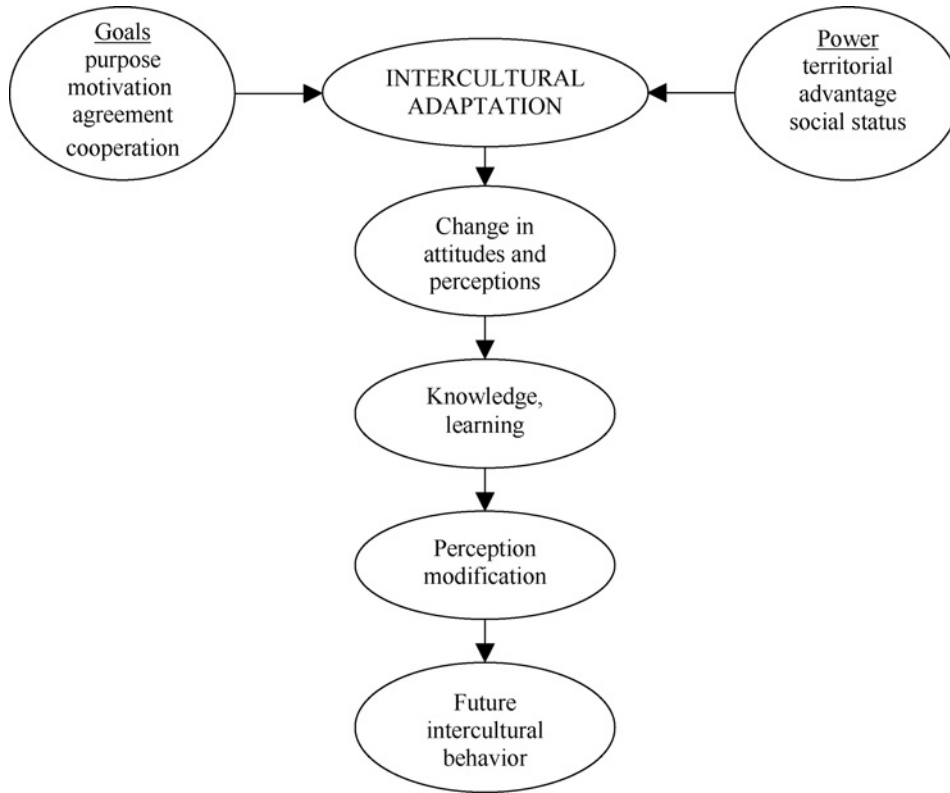 Goals
purpose
motivation
agreement
cooperation
INTERCULTURAL
ADAPTATION
Power
territorial
advantage
social status
Change in
attitudes and
perceptions
Knowledge,
learning
Perception
modification
Future
intercultural
behavior